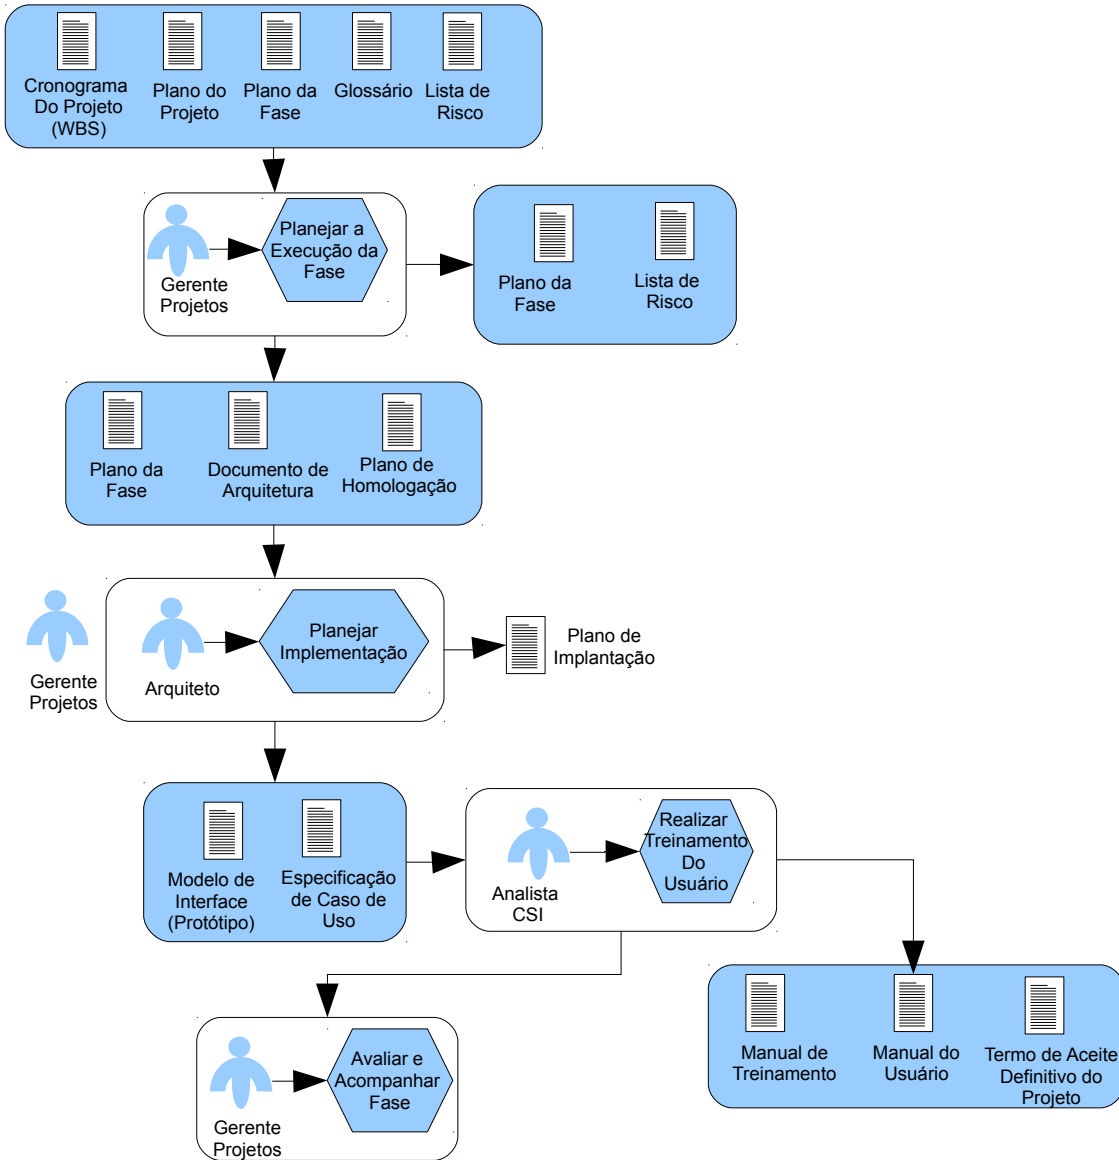 Cronograma
Do Projeto
(WBS)
Plano do
Projeto
Plano da
Fase
Glossário
Lista de
Risco
Gerente
Projetos
Planejar a
Execução da
Fase
Plano da
Fase
Lista de
Risco
Plano da
Fase
Documento de
Arquitetura
Plano de
Homologação
Gerente
Projetos
Arquiteto
Planejar
Implementação
Plano de
Implantação
Modelo de
Interface
(Protótipo)
Especificação
de Caso de
Uso
Analista
CSI
Realizar
Treinamento
Do
Usuário
Gerente
Projetos
Avaliar e
Acompanhar
Fase
Manual de
Treinamento
Manual do
Usuário
Termo de Aceite
Definitivo do
Projeto